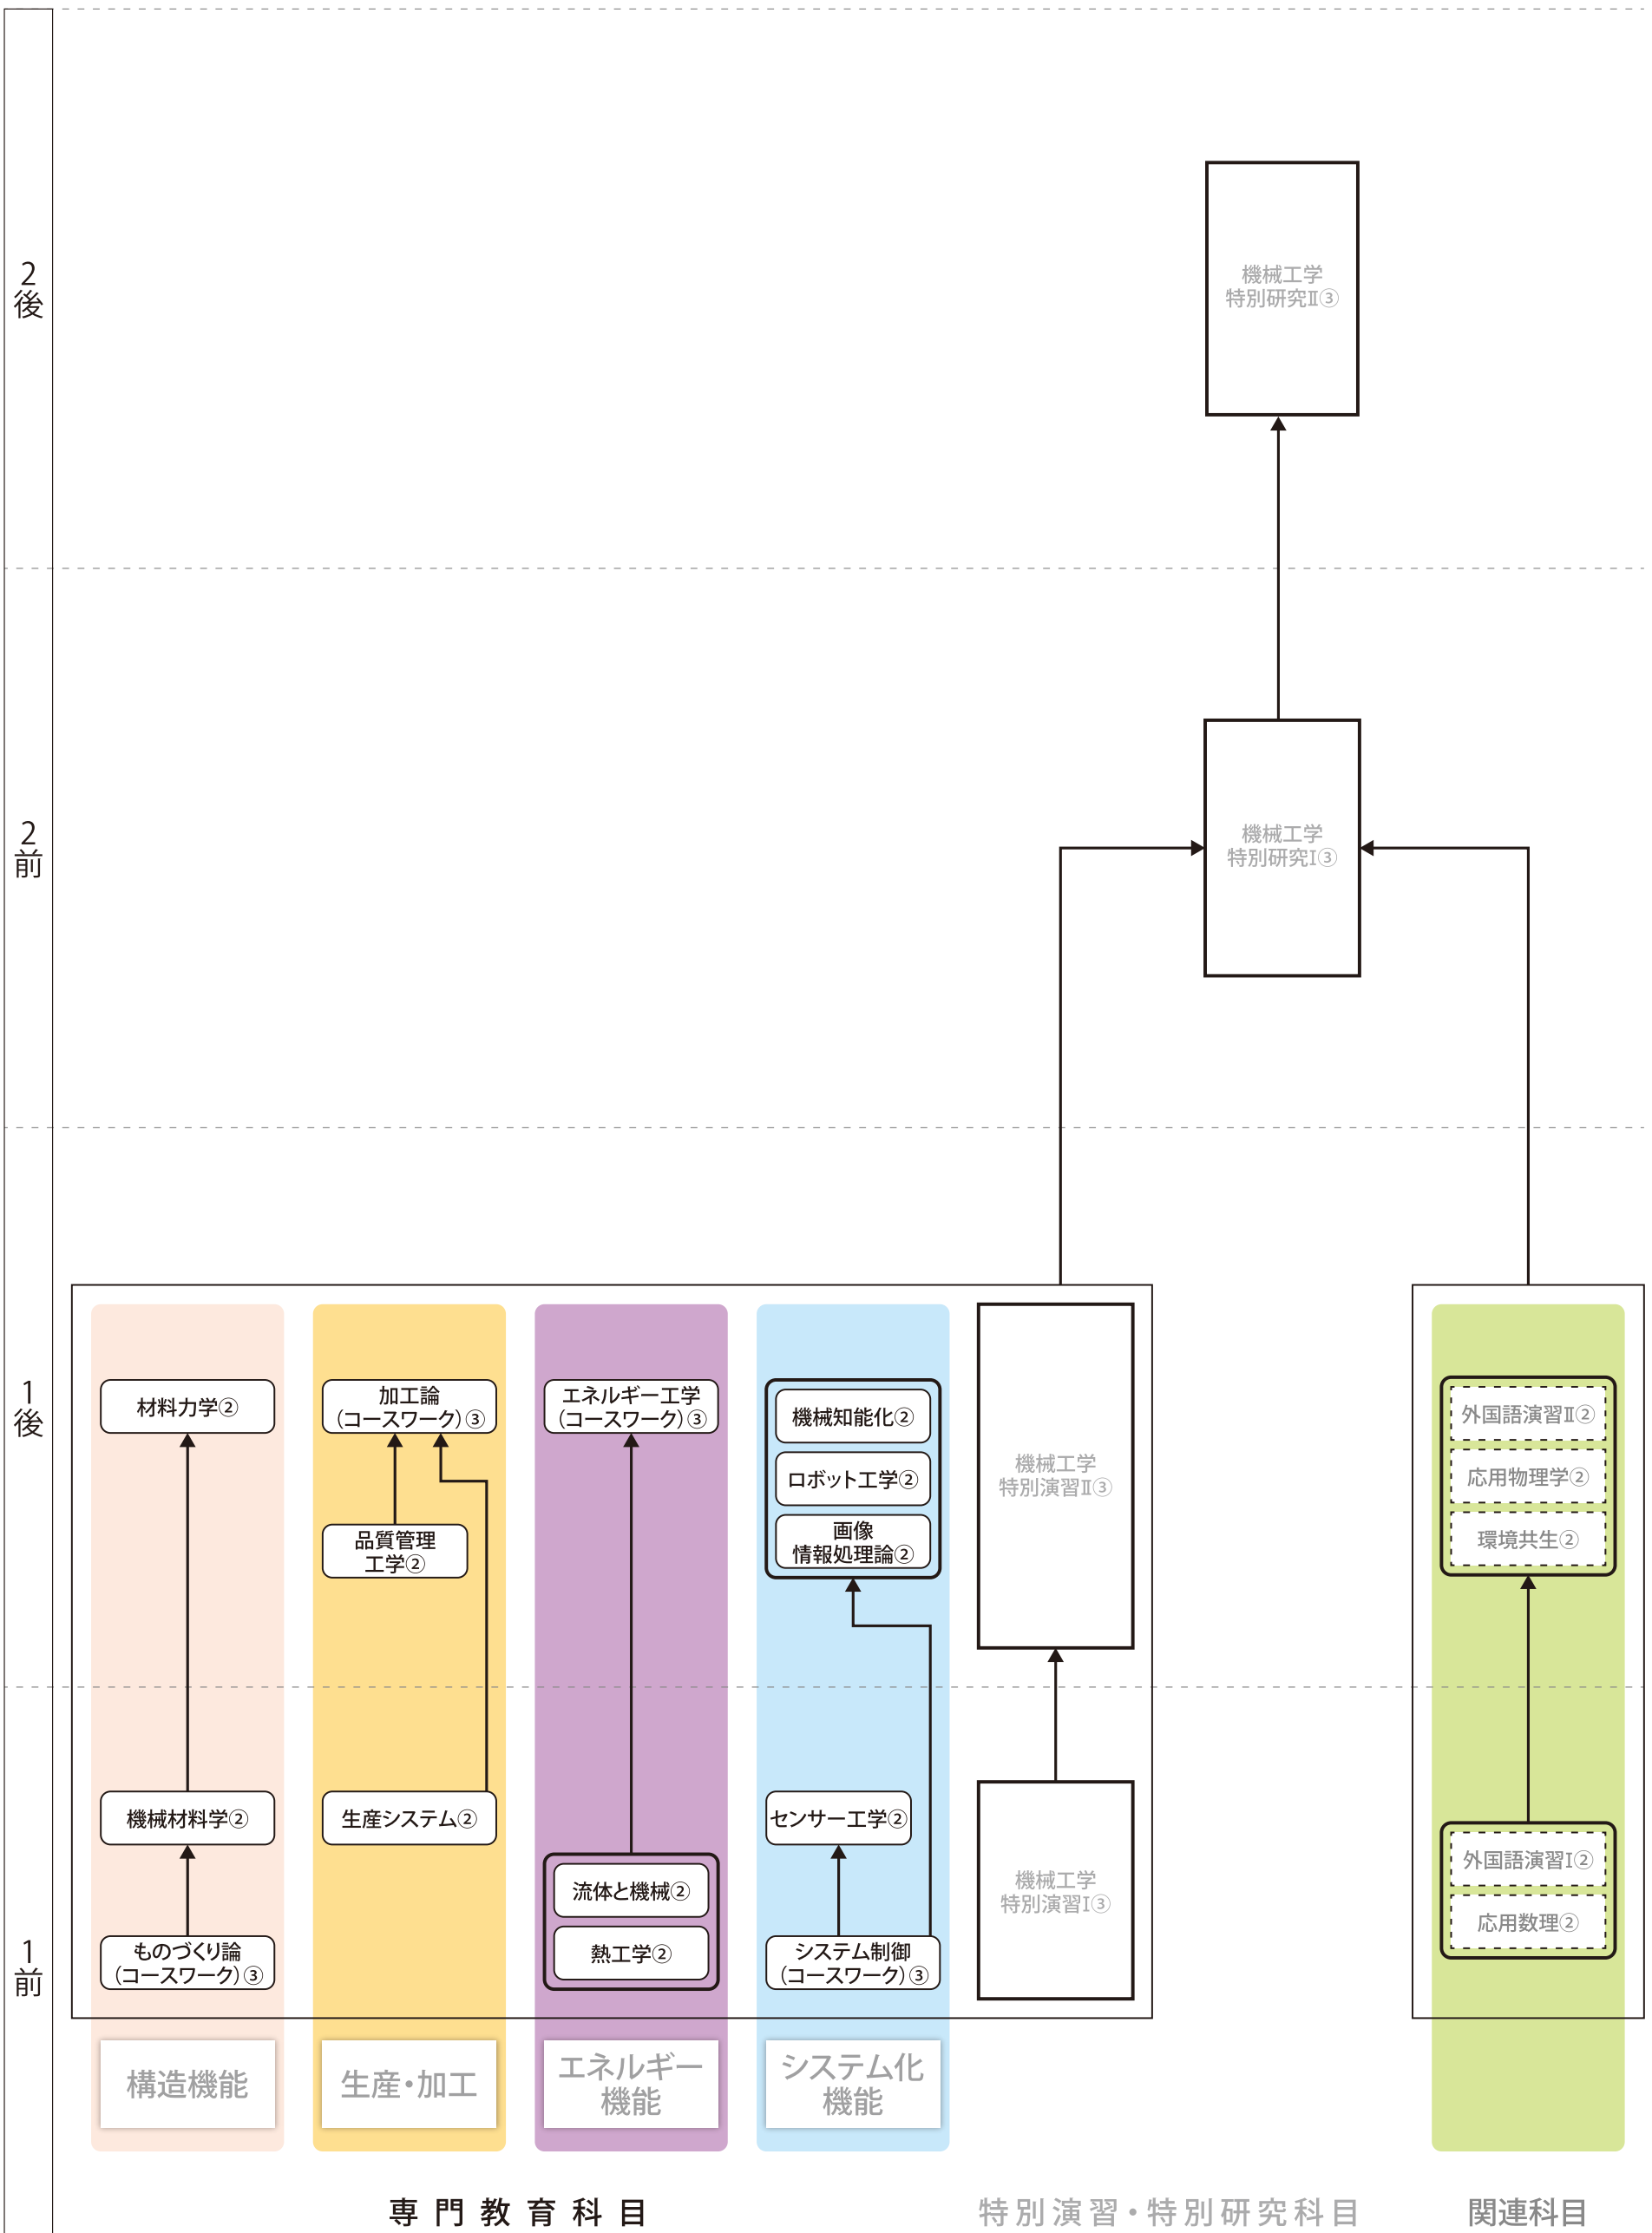 2後
機械工学
特別研究Ⅱ③
2前
機械工学
特別研究Ⅰ③
1後
材料力学②
加工論
（コースワーク）③
品質管理
工学②
エネルギー工学
（コースワーク）③
機械知能化②
ロボット工学②
画像
情報処理論②
機械工学
特別演習Ⅱ③
外国語演習Ⅱ②
応用物理学②
環境共生②
1前
機械材料学②
ものづくり論
（コースワーク）③
生産システム②
流体と機械②
熱工学②
センサー工学②
システム制御
（コースワーク）③
機械工学
特別演習Ⅰ③
外国語演習Ⅰ②
応用数理②
構造機能
生産・加工
エネルギー
機能
システム化
機能
専門教育科目
特別演習・特別研究科目
関連科目